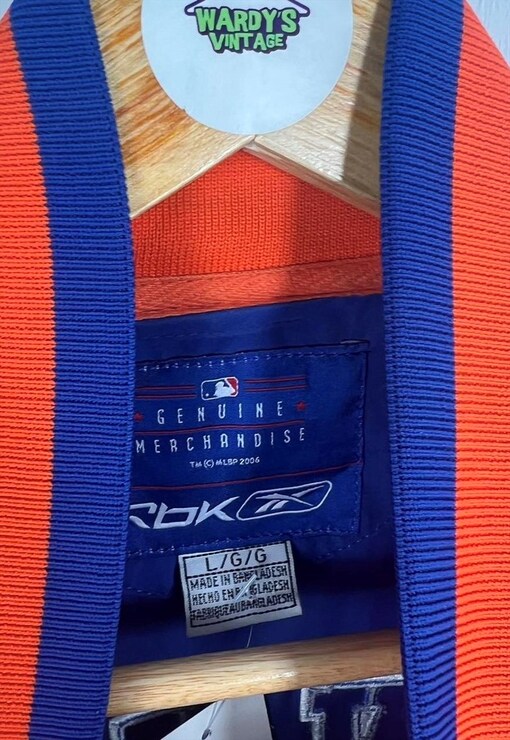 WARDY'S
VINTAGE
GENUINE
MERCHANDISE
TM (C) MLBP 2006
RBK
L/G/G
MADE IN BANGLADESH
HECHO EN BANGLADESH
FABRIQUE AU BANGLADESH